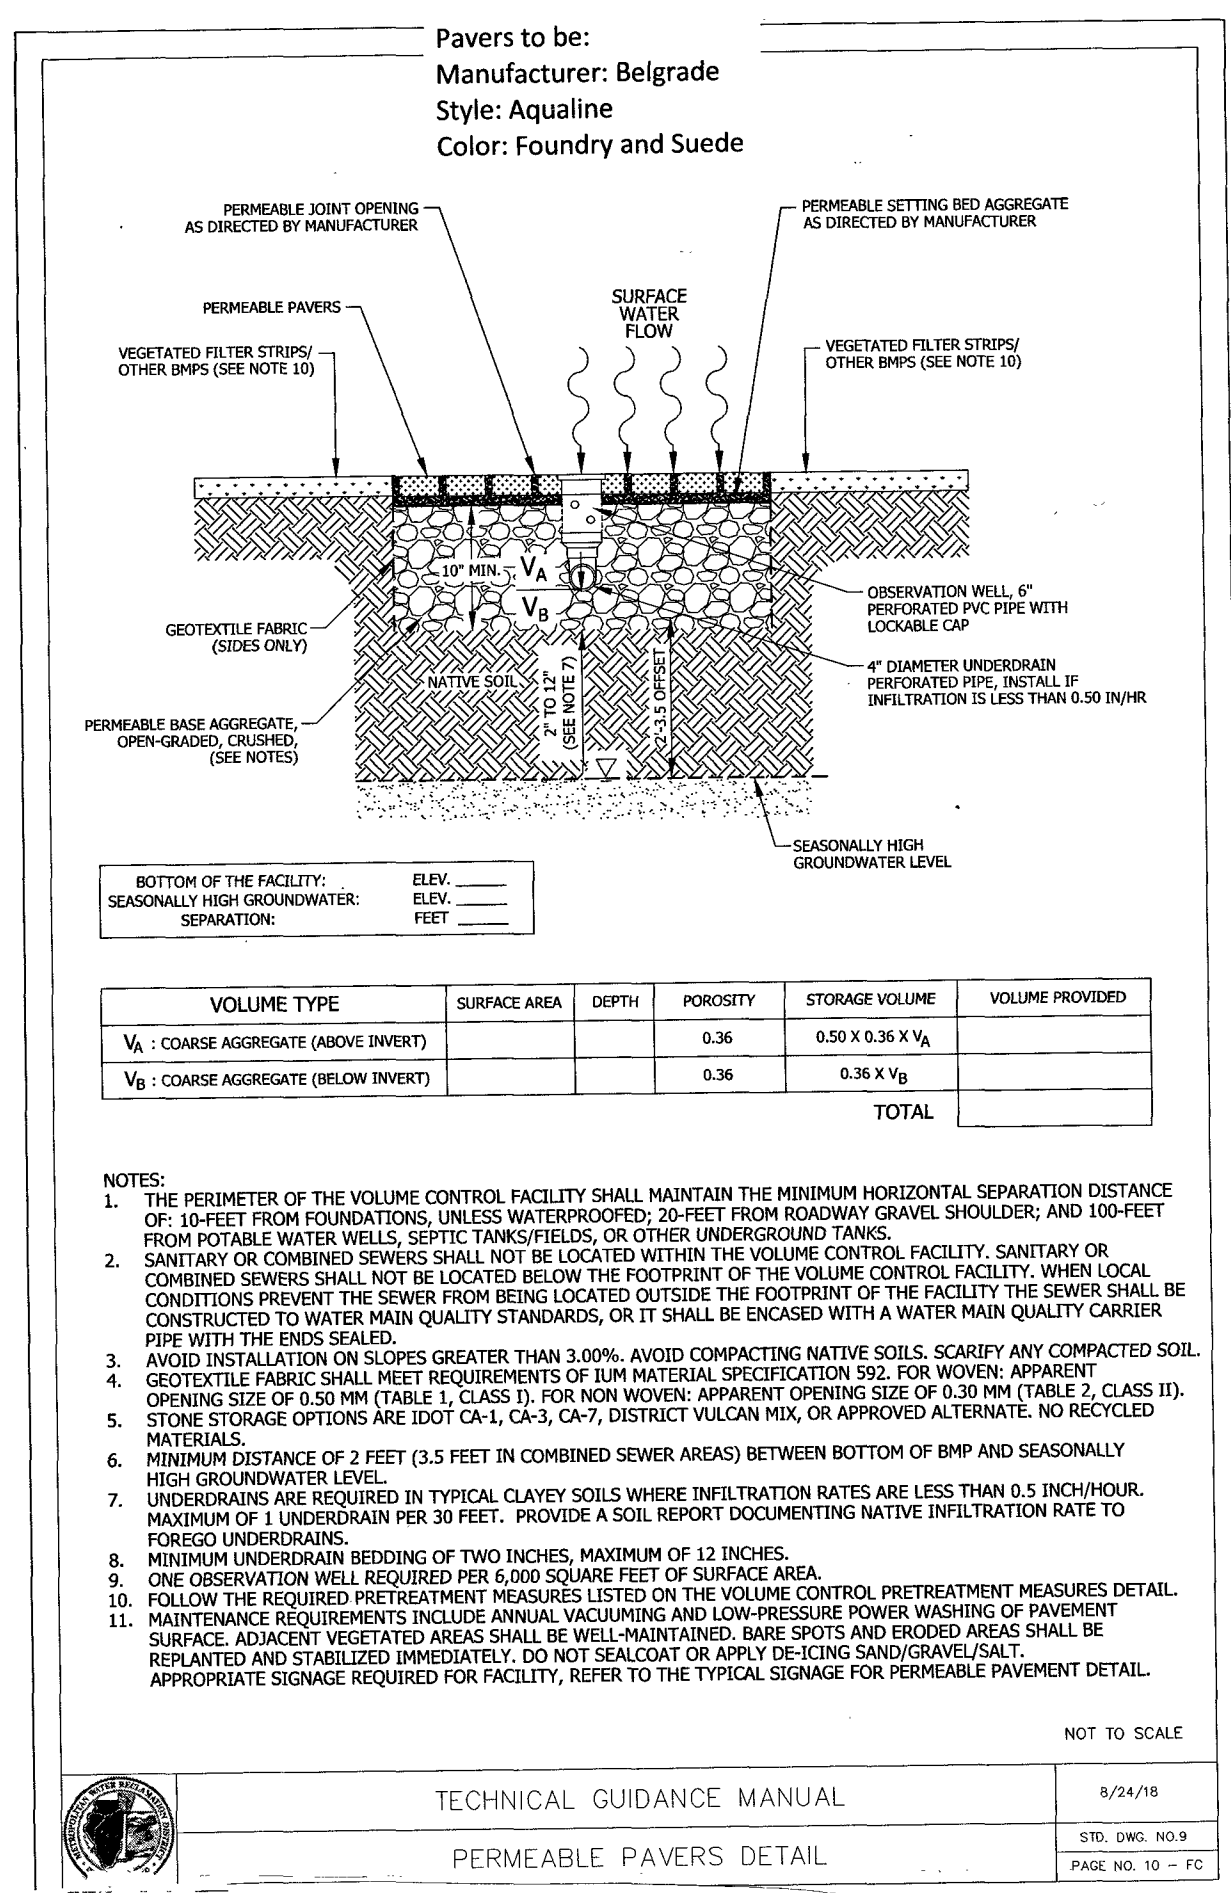 Pavers to be:
Manufacturer: Belgrade
Style: Aqualine
Color: Foundry and Suede
PERMEABLE JOINT OPENING
AS DIRECTED BY MANUFACTURER
PERMEABLE SETTING BED AGGREGATE
AS DIRECTED BY MANUFACTURER
PERMEABLE PAVERS
SURFACE
WATER
FLOW
VEGETATED FILTER STRIPS/
OTHER BMPS (SEE NOTE 10)
VEGETATED FILTER STRIPS/
OTHER BMPS (SEE NOTE 10)
10" MIN.
VA
VB
OBSERVATION WELL, 6"
PERFORATED PVC PIPE WITH
LOCKABLE CAP
GEOTEXTILE FABRIC
(SIDES ONLY)
4" DIAMETER UNDERDRAIN
PERFORATED PIPE, INSTALL IF
INFILTRATION IS LESS THAN 0.50 IN/HR
NATIVE SOIL
2" TO 12"
(SEE NOTE 7)
2'-3.5 OFFSET
PERMEABLE BASE AGGREGATE,
OPEN-GRADED, CRUSHED,
(SEE NOTES)
SEASONALLY HIGH
GROUNDWATER LEVEL
BOTTOM OF THE FACILITY: ELEV. ______
SEASONALLY HIGH GROUNDWATER: ELEV. ______
SEPARATION: FEET ______
VOLUME TYPE SURFACE AREA DEPTH POROSITY STORAGE VOLUME VOLUME PROVIDED
VA : COARSE AGGREGATE (ABOVE INVERT) 0.36 0.50 X 0.36 X VA
VB : COARSE AGGREGATE (BELOW INVERT) 0.36 0.36 X VB
TOTAL
NOTES:
1. THE PERIMETER OF THE VOLUME CONTROL FACILITY SHALL MAINTAIN THE MINIMUM HORIZONTAL SEPARATION DISTANCE
OF: 10-FEET FROM FOUNDATIONS, UNLESS WATERPROOFED; 20-FEET FROM ROADWAY GRAVEL SHOULDER; AND 100-FEET
FROM POTABLE WATER WELLS, SEPTIC TANKS/FIELDS, OR OTHER UNDERGROUND TANKS.
2. SANITARY OR COMBINED SEWERS SHALL NOT BE LOCATED WITHIN THE VOLUME CONTROL FACILITY. SANITARY OR
COMBINED SEWERS SHALL NOT BE LOCATED BELOW THE FOOTPRINT OF THE VOLUME CONTROL FACILITY. WHEN LOCAL
CONDITIONS PREVENT THE SEWER FROM BEING LOCATED OUTSIDE THE FOOTPRINT OF THE FACILITY THE SEWER SHALL BE
CONSTRUCTED TO WATER MAIN QUALITY STANDARDS, OR IT SHALL BE ENCASED WITH A WATER MAIN QUALITY CARRIER
PIPE WITH THE ENDS SEALED.
3. AVOID INSTALLATION ON SLOPES GREATER THAN 3.00%. AVOID COMPACTING NATIVE SOILS. SCARIFY ANY COMPACTED SOIL.
4. GEOTEXTILE FABRIC SHALL MEET REQUIREMENTS OF IUM MATERIAL SPECIFICATION 592. FOR WOVEN: APPARENT
OPENING SIZE OF 0.50 MM (TABLE 1, CLASS I). FOR NON WOVEN: APPARENT OPENING SIZE OF 0.30 MM (TABLE 2, CLASS II).
5. STONE STORAGE OPTIONS ARE IDOT CA-1, CA-3, CA-7, DISTRICT VULCAN MIX, OR APPROVED ALTERNATE. NO RECYCLED
MATERIALS.
6. MINIMUM DISTANCE OF 2 FEET (3.5 FEET IN COMBINED SEWER AREAS) BETWEEN BOTTOM OF BMP AND SEASONALLY
HIGH GROUNDWATER LEVEL.
7. UNDERDRAINS ARE REQUIRED IN TYPICAL CLAYEY SOILS WHERE INFILTRATION RATES ARE LESS THAN 0.5 INCH/HOUR.
MAXIMUM OF 1 UNDERDRAIN PER 30 FEET. PROVIDE A SOIL REPORT DOCUMENTING NATIVE INFILTRATION RATE TO
FOREGO UNDERDRAINS.
8. MINIMUM UNDERDRAIN BEDDING OF TWO INCHES, MAXIMUM OF 12 INCHES.
9. ONE OBSERVATION WELL REQUIRED PER 6,000 SQUARE FEET OF SURFACE AREA.
10. FOLLOW THE REQUIRED PRETREATMENT MEASURES LISTED ON THE VOLUME CONTROL PRETREATMENT MEASURES DETAIL.
11. MAINTENANCE REQUIREMENTS INCLUDE ANNUAL VACUUMING AND LOW-PRESSURE POWER WASHING OF PAVEMENT
SURFACE. ADJACENT VEGETATED AREAS SHALL BE WELL-MAINTAINED. BARE SPOTS AND ERODED AREAS SHALL BE
REPLANTED AND STABILIZED IMMEDIATELY. DO NOT SEALCOAT OR APPLY DE-ICING SAND/GRAVEL/SALT.
APPROPRIATE SIGNAGE REQUIRED FOR FACILITY, REFER TO THE TYPICAL SIGNAGE FOR PERMEABLE PAVEMENT DETAIL.
NOT TO SCALE
METROPOLITAN WATER RECLAMATION DISTRICT
TECHNICAL GUIDANCE MANUAL
8/24/18
PERMEABLE PAVERS DETAIL
STD. DWG. NO.9
PAGE NO. 10 - FC